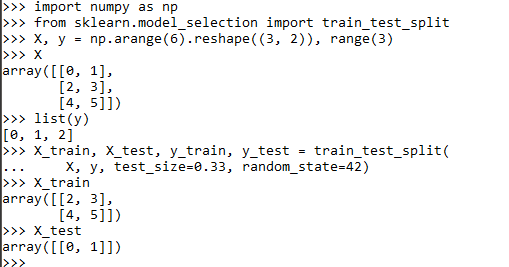 >>> import numpy as np
>>> from sklearn.model_selection import train_test_split
>>> X, y = np.arange(6).reshape((3, 2)), range(3)
>>> X
array([[0, 1],
       [2, 3],
       [4, 5]])
>>> list(y)
[0, 1, 2]
>>> X_train, X_test, y_train, y_test = train_test_split(
...     X, y, test_size=0.33, random_state=42)
>>> X_train
array([[2, 3],
       [4, 5]])
>>> X_test
array([[0, 1]])
>>>